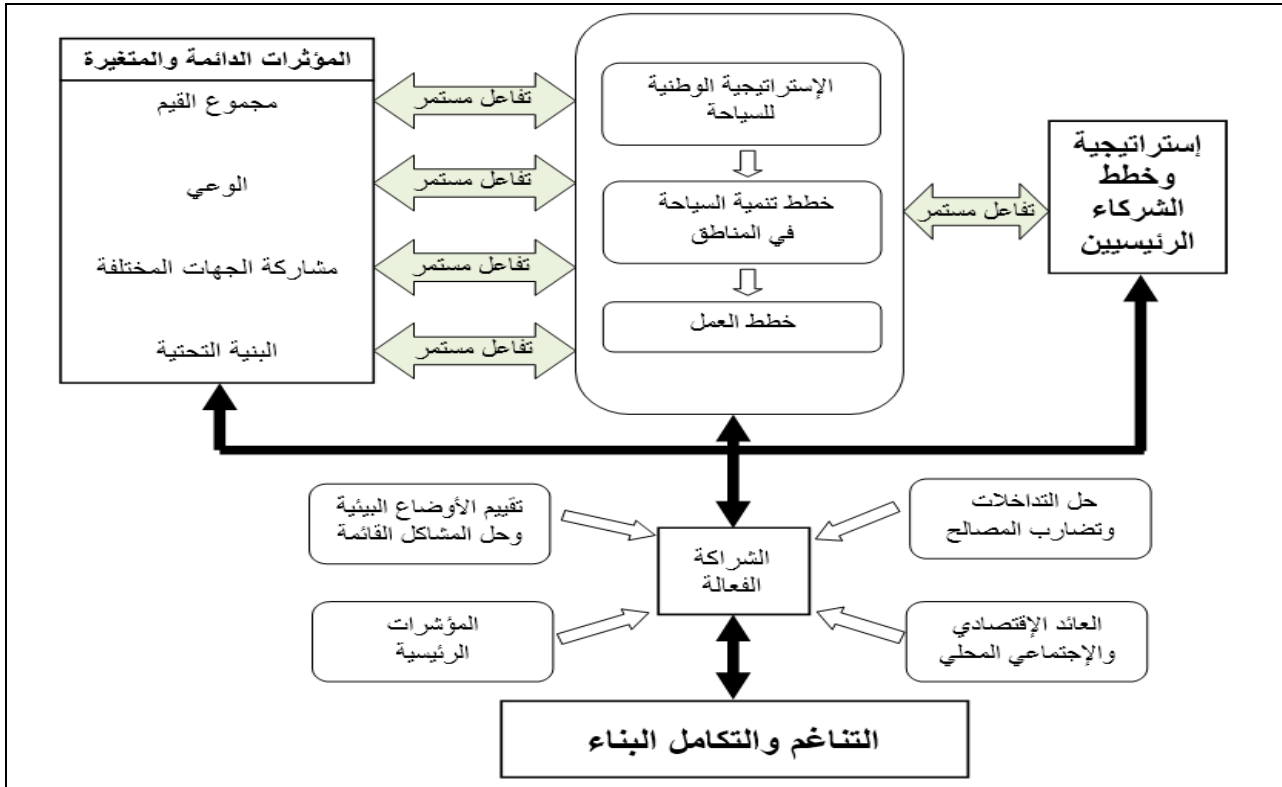 إستراتيجية
وخطط
الشركاء
الرئيسيين
تفاعل مستمر
الإستراتيجية الوطنية
للسياحة
خطط تنمية السياحة
في المناطق
خطط العمل
تفاعل مستمر
تفاعل مستمر
تفاعل مستمر
تفاعل مستمر
المؤثرات الدائمة والمتغيرة
مجموع القيم
الوعي
مشاركة الجهات المختلفة
البنية التحتية
حل التداخلات
وتضارب المصالح
تقييم الأوضاع البيئية
وحل المشاكل القائمة
الشراكة
الفعالة
العائد الإقتصادي
والإجتماعي المحلي
المؤشرات
الرئيسية
التناغم والتكامل البناء